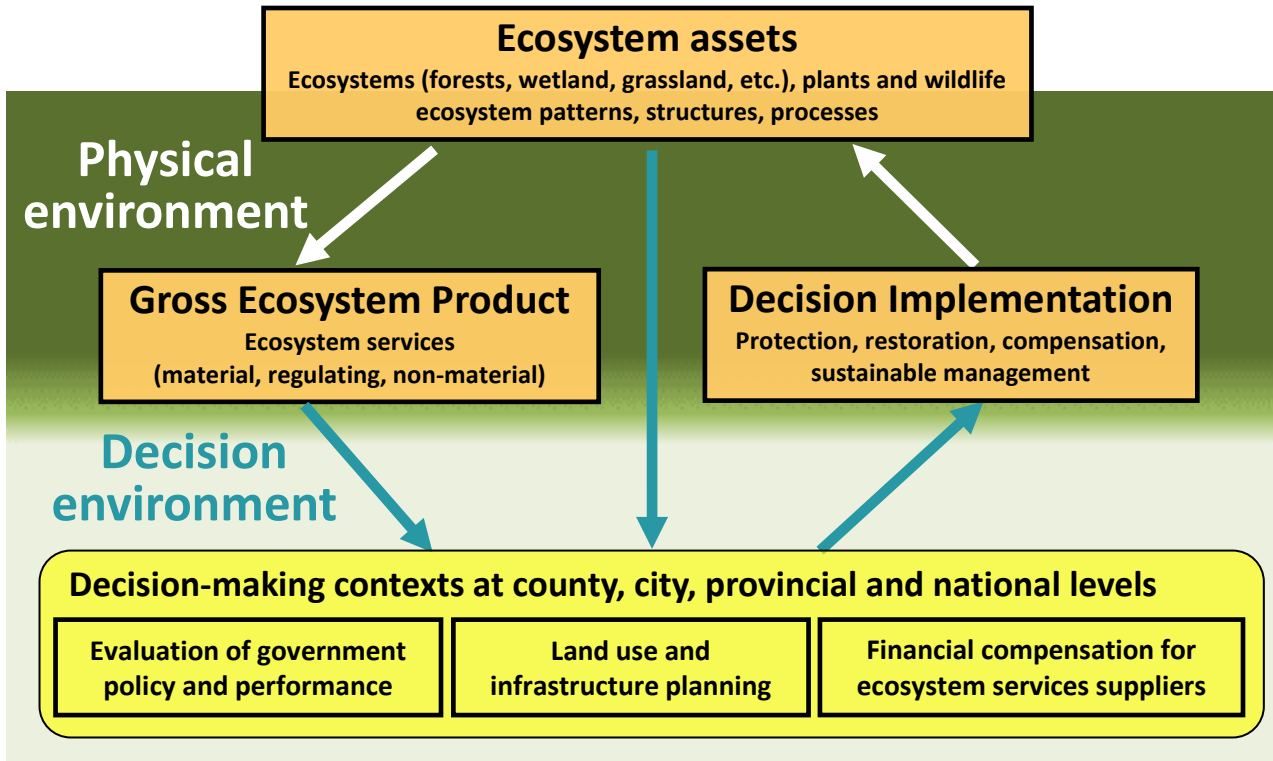 Ecosystem assets
Ecosystems (forests, wetland, grassland, etc.), plants and wildlife
ecosystem patterns, structures, processes
Physical
environment
Gross Ecosystem Product
Ecosystem services
(material, regulating, non-material)
Decision Implementation
Protection, restoration, compensation,
sustainable management
Decision
environment
Decision-making contexts at county, city, provincial and national levels
Evaluation of government
policy and performance
Land use and
infrastructure planning
Financial compensation for
ecosystem services suppliers